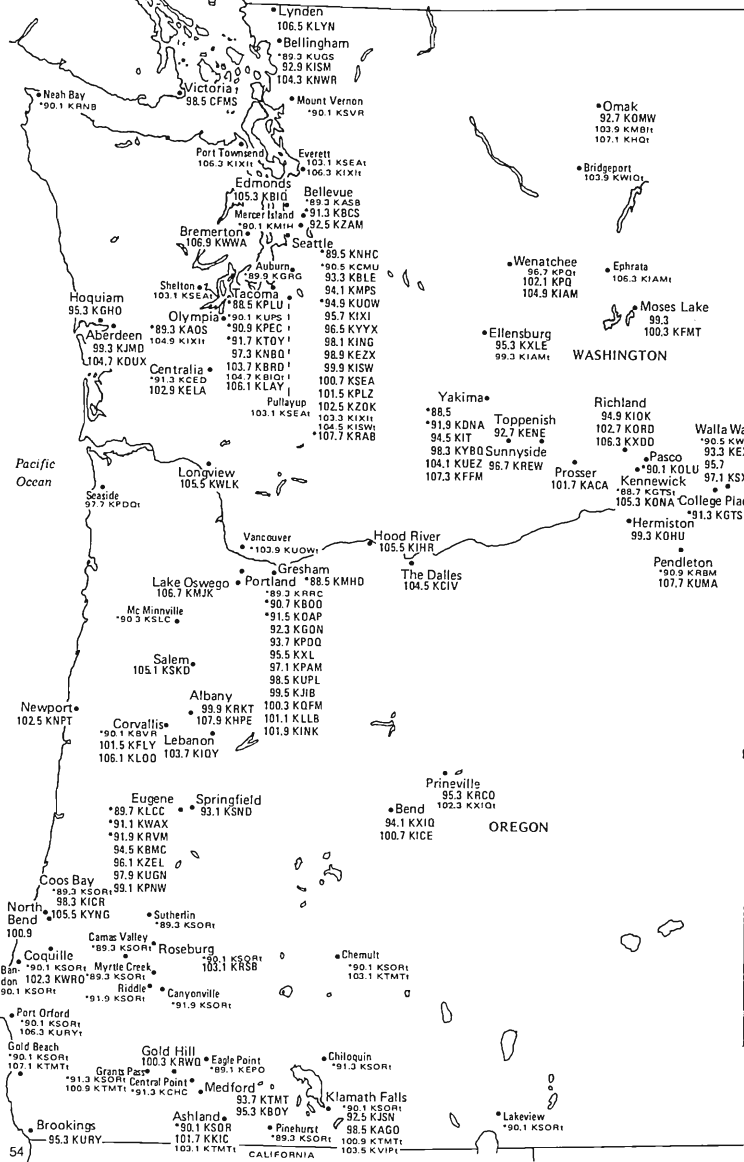 Lynden
106.5 KLYN
Bellingham
*89.3 KUGS
92.9 KISM
104.3 KNWR
Neah Bay
*90.1 KRNB
Victoria
98.5 CFMS
Mount Vernon
*90.1 KSVR
Omak
92.7 KOMW
103.9 KMBIt
107.1 KHQt
Port Townsend
106.3 KIXIt
Everett
103.1 KSEAt
106.3 KIXIt
Bridgeport
103.9 KWIQt
Edmonds
105.3 KBIQ
Bellevue
*89.3 KASB
*91.3 KBCS
92.5 KZAM
Mercer Island
*90.1 KMIH
Bremerton
106.9 KWWA
Seattle
*89.5 KNHC
*90.5 KCMU
93.3 KBLE
94.1 KMPS
*94.9 KUOW
95.7 KIXI
96.5 KYYX
98.1 KING
98.9 KEZX
99.9 KISW
100.7 KSEA
101.5 KPLZ
102.5 KZOK
103.3 KIXIt
104.5 KISWt
*107.7 KRAB
Auburn
*89.9 KGRG
Wenatchee
96.7 KPQt
102.1 KPQ
104.9 KIAM
Ephrata
106.3 KIAMt
Shelton
103.1 KSEAt
Tacoma
*88.5 KPLU
*90.1 KUPS
*90.9 KPEC
*91.7 KTOY
97.3 KNBQ
103.7 KBRD
104.7 KBIQt
106.1 KLAY
Hoquiam
95.3 KGHO
Aberdeen
99.3 KJMD
104.7 KDUX
Olympia
*89.3 KAOS
104.9 KIXIt
Moses Lake
99.3
100.3 KFMT
Ellensburg
95.3 KXLE
99.3 KIAMt
WASHINGTON
Centralia
*91.3 KCED
102.9 KELA
Pullayup
103.1 KSEAt
Yakima
*88.5
*91.9 KDNA
94.5 KIT
98.3 KYBQ
104.1 KUEZ
107.3 KFFM
Toppenish
92.7 KENE
Sunnyside
96.7 KREW
Richland
94.9 KIOK
102.7 KORD
106.3 KXDD
Walla Wa
*90.5 KW
93.3 KE
95.7
97.1 KSX
Pasco
*90.1 KOLU
Prosser
101.7 KACA
Kennewick
*88.7 KGTSt
105.3 KONA
College Plac
*91.3 KGTS
Pacific
Ocean
Seaside
97.7 KPDQt
Longview
105.5 KWLK
Hermiston
99.3 KOHU
Vancouver
*103.9 KUOWt
Hood River
105.5 KIHR
Pendleton
*90.9 KRBM
107.7 KUMA
The Dalles
104.5 KCIV
Gresham
*88.5 KMHD
Lake Oswego
106.7 KMJK
Portland
*89.3 KRRC
*90.7 KBOO
*91.5 KOAP
92.3 KGON
93.7 KPDQ
95.5 KXL
97.1 KPAM
98.5 KUPL
99.5 KJIB
100.3 KQFM
101.1 KLLB
101.9 KINK
Mc Minnville
*90.3 KSLC
Salem
105.1 KSKD
Newport
102.5 KNPT
Albany
99.9 KRKT
107.9 KHPE
Corvallis
*90.1 KBVR
101.5 KFLY
106.1 KLOO
Lebanon
103.7 KIQY
Prineville
95.3 KRCO
102.3 KXIQt
Bend
94.1 KXIQ
100.7 KICE
OREGON
Eugene
*89.7 KLCC
*91.1 KWAX
*91.9 KRVM
94.5 KBMC
96.1 KZEL
97.9 KUGN
99.1 KPNW
Springfield
93.1 KSND
Coos Bay
*89.3 KSORt
98.3 KICR
105.5 KYNG
North
Bend
100.9
Sutherlin
*89.3 KSORt
Camas Valley
*89.3 KSORt
Roseburg
*90.1 KSORt
103.1 KRSB
Chemult
*90.1 KSORt
103.1 KTMTt
Coquille
*90.1 KSORt
102.3 KWRO
Ban-
don
90.1 KSORt
Myrtle Creek
*89.3 KSORt
Riddle
*91.9 KSORt
Canyonville
*91.9 KSORt
Port Orford
*90.1 KSORt
106.3 KURYt
Gold Beach
*90.1 KSORt
107.1 KTMTt
Gold Hill
100.3 KRWQ
Eagle Point
*89.1 KEPO
Chiloquin
*91.3 KSORt
Grants Pass
*91.3 KSORt
100.9 KTMTt
Central Point
*91.3 KCHC
Medford
93.7 KTMT
95.3 KBOY
Klamath Falls
*90.1 KSORt
92.5 KJSN
98.5 KAGO
100.9 KTMTt
103.5 KVIPt
Lakeview
*90.1 KSORt
Brookings
95.3 KURY
Ashland
*90.1 KSOR
101.7 KKIC
103.1 KTMTt
Pinehurst
*89.3 KSORt
CALIFORNIA
54